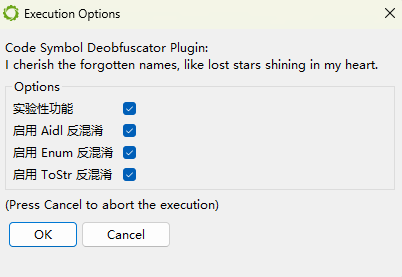 Execution Options
Code Symbol Deobfuscator Plugin:
I cherish the forgotten names, like lost stars shining in my heart.
Options
实验性功能
启用 Aidl 反混淆
启用 Enum 反混淆
启用 ToStr 反混淆
(Press Cancel to abort the execution)
OK Cancel